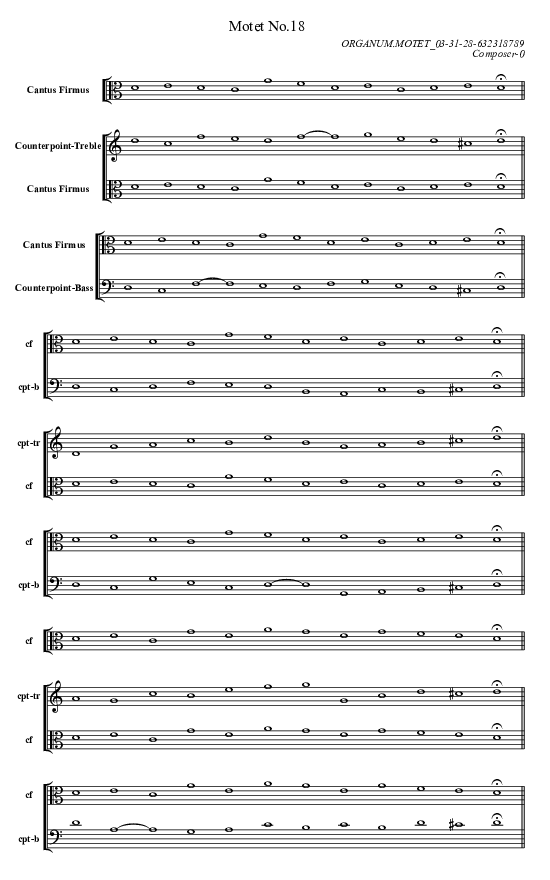 Motet No.18
ORGANUM.MOTET_03-31-28-632318789
Composer-0
Cantus Firmus
Counterpoint-Treble
Cantus Firmus
Cantus Firmus
Counterpoint-Bass
cf
cpt-b
cpt-tr
cf
cf
cpt-b
cf
cpt-tr
cf
cf
cpt-b